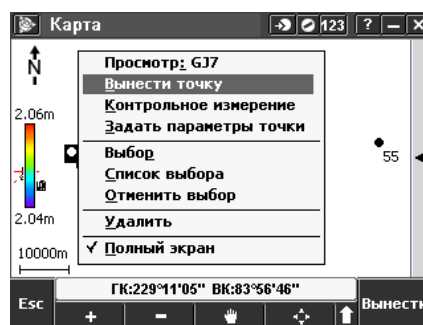 Карта
123 ?
N
Просмотр: GJ7
Вынести точку
Контрольное измерение
Задать параметры точки
Выбор
Список выбора
Отменить выбор
Удалить
✓ Полный экран
2.06m
2.04m
55
10000m
ГК:229°11'05" ВК:83°56'46"
Esc
+ −
Вынести